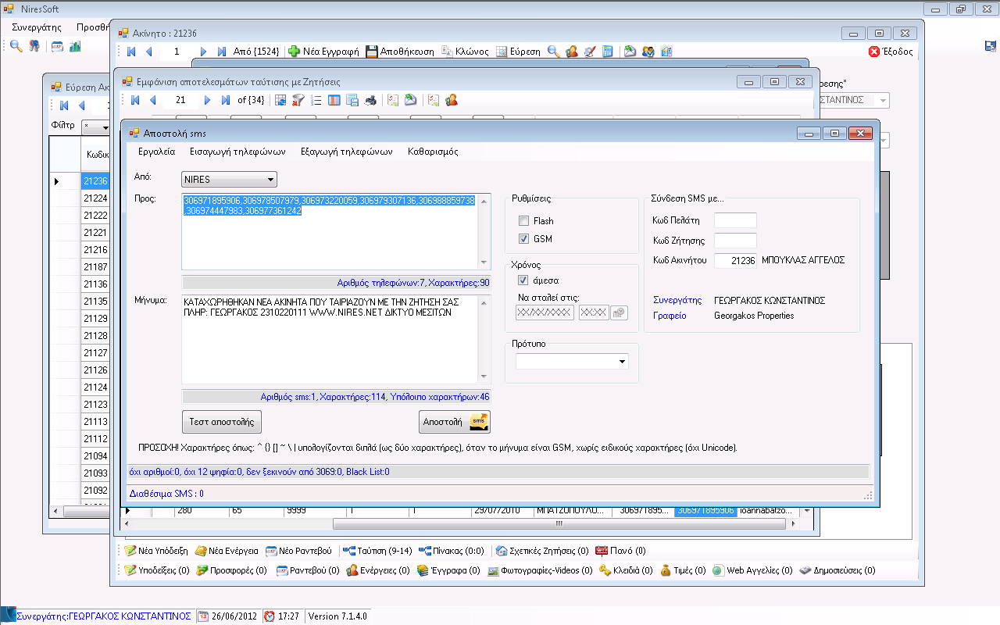 NiresSoft
Συνεργάτης Προσθή
Ακίνητο : 21236
1 Από {1524} Νέα Εγγραφή Αποθήκευση Κλώνος Εύρεση Έξοδος
Εύρεση Ακ
Φίλτρ *
Κωδικ
21236
21224
21222
21221
21216
21187
21136
21135
21129
21128
21127
21126
21124
21123
21113
21112
21094
21093
21092
Εμφάνιση αποτελεσμάτων ταύτισης με Ζητήσεις
21 of {34}
ρεσης*
ΣΤΑΝΤΙΝΟΣ
Αποστολή sms
Εργαλεία Εισαγωγή τηλεφώνων Εξαγωγή τηλεφώνων Καθαρισμός
Από: NIRES
Προς: 306971895906,306978507979,306973220059,306979307136,306988859738
,306974447983,306977361242
Αριθμός τηλεφώνων:7, Χαρακτήρες:90
Μήνυμα: ΚΑΤΑΧΩΡΗΘΗΚΑΝ ΝΕΑ ΑΚΙΝΗΤΑ ΠΟΥ ΤΑΙΡΙΑΖΟΥΝ ΜΕ ΤΗΝ ΖΗΤΗΣΗ ΣΑΣ
ΠΛΗΡ: ΓΕΩΡΓΑΚΟΣ 2310220111 WWW.NIRES.NET ΔΙΚΤΥΟ ΜΕΣΙΤΩΝ
Αριθμός sms:1, Χαρακτήρες:114, Υπόλοιπο χαρακτήρων:46
Τεστ αποστολής Αποστολή sms
Ρυθμίσεις
Flash
GSM
Χρόνος
άμεσα
Να σταλεί στις:
XX/XX/XXXX XX:XX
Πρότυπο
Σύνδεση SMS με...
Κωδ Πελάτη
Κωδ Ζήτησης
Κωδ Ακινήτου 21236 ΜΠΟΥΚΛΑΣ ΑΓΓΕΛΟΣ
Συνεργάτης ΓΕΩΡΓΑΚΟΣ ΚΩΝΣΤΑΝΤΙΝΟΣ
Γραφείο Georgakos Properties
ΠΡΟΣΟΧΗ! Χαρακτήρες όπως: ^ {} [] ~ \ | υπολογίζονται διπλά (ως δύο χαρακτήρες), όταν το μήνυμα είναι GSM, χωρίς ειδικούς χαρακτήρες (όχι Unicode).
όχι αριθμοί:0, όχι 12 ψηφία:0, δεν ξεκινούν από 3069:0, Black List:0
Διαθέσιμα SMS : 0
280 65 9999 1 1 29/07/2010 ΜΠΑΤΖΟΠΟΥΛΟ... 306971895... 306971895906 ioannabatzo...
Νέα Υπόδειξη Νέα Ενέργεια Νέο Ραντεβού Ταύτιση (9-14) Πίνακας (0:0) Σχετικές Ζητήσεις (0) Πανό (0)
Υποδείξεις (0) Προσφορές (0) Ραντεβού (0) Ενέργειες (0) Έγγραφα (0) Φωτογραφίες-Videos (0) Κλειδιά (0) Τιμές (0) Web Αγγελίες (0) Δημοσιεύσεις (0)
Συνεργάτης:ΓΕΩΡΓΑΚΟΣ ΚΩΝΣΤΑΝΤΙΝΟΣ 26/06/2012 17:27 Version 7.1.4.0